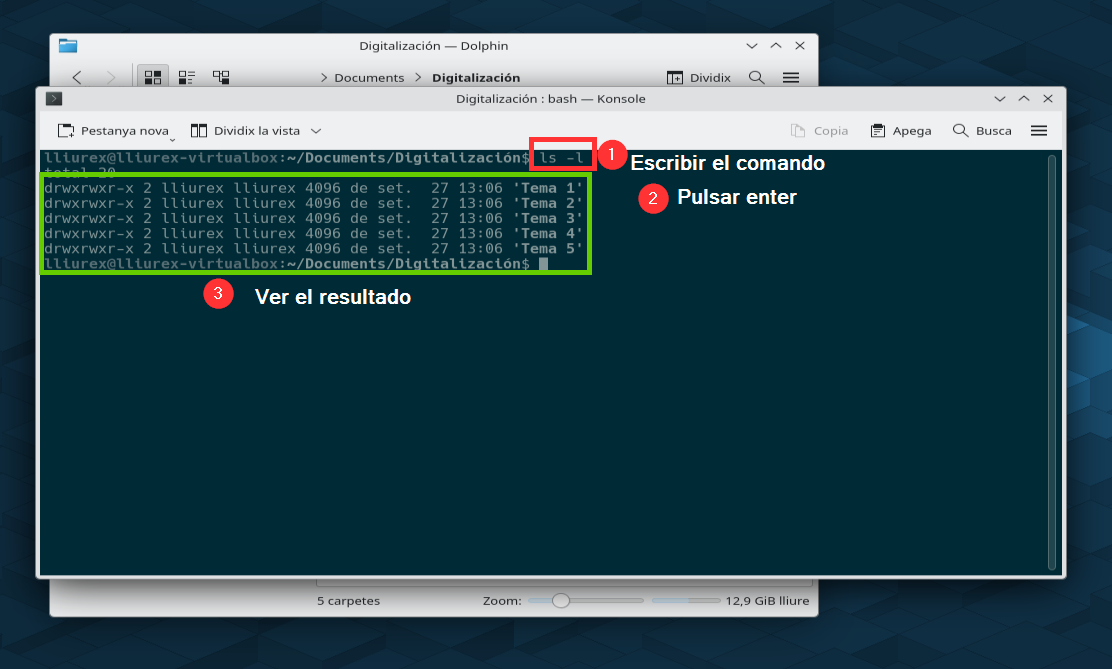 Digitalización — Dolphin
Documents Digitalización Dividix
Digitalización : bash — Konsole
Pestanya nova Dividix la vista Copia Apega Busca
lliurex@lliurex-virtualbox:~/Documents/Digitalización$ ls -l
1 Escribir el comando
total 20
drwxrwxr-x 2 lliurex lliurex 4096 de set.  27 13:06 'Tema 1'
2 Pulsar enter
drwxrwxr-x 2 lliurex lliurex 4096 de set.  27 13:06 'Tema 2'
drwxrwxr-x 2 lliurex lliurex 4096 de set.  27 13:06 'Tema 3'
drwxrwxr-x 2 lliurex lliurex 4096 de set.  27 13:06 'Tema 4'
drwxrwxr-x 2 lliurex lliurex 4096 de set.  27 13:06 'Tema 5'
lliurex@lliurex-virtualbox:~/Documents/Digitalización$
3 Ver el resultado
5 carpetes Zoom: 12,9 GiB lliure